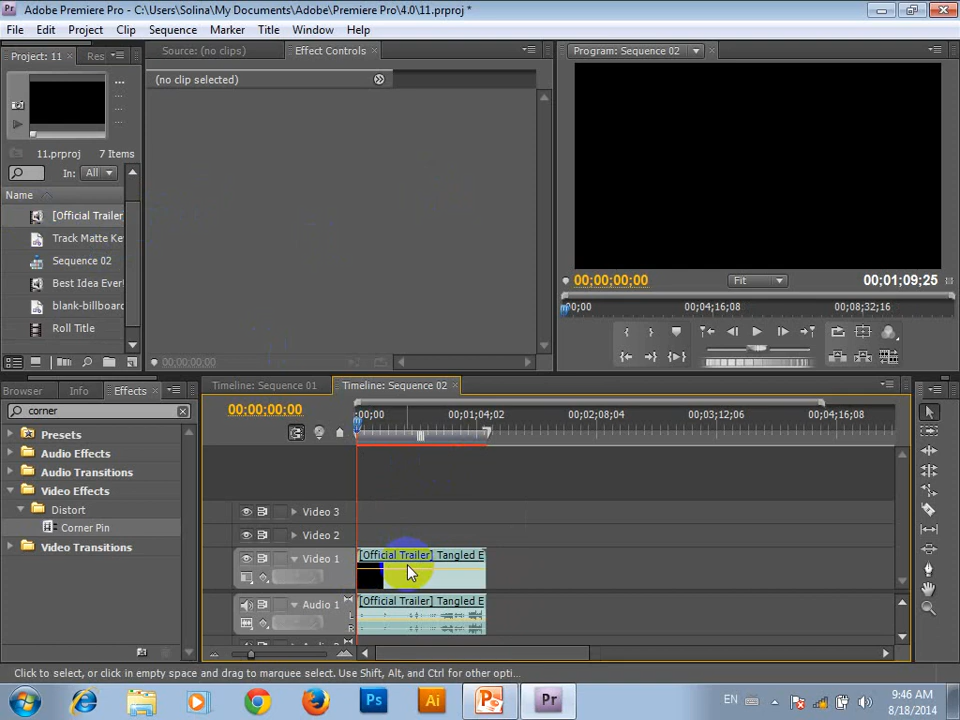 Adobe Premiere Pro - C:\Users\Solina\My Documents\Adobe\Premiere Pro\4.0\11.prproj *
File Edit Project Clip Sequence Marker Title Window Help
Project: 11 × Res
Source: (no clips) Effect Controls ×
Program: Sequence 02
(no clip selected)
11.prproj 7 Items
In: All
Name
[Official Trailer
Track Matte Ke
Sequence 02
Best Idea Ever!
blank-billboard
Roll Title
00;00;00;00
00;00;00;00 Fit 00;01;09;25
;00;00 00;04;16;08 00;08;32;16
Browser Info Effects ×
corner
Presets
Audio Effects
Audio Transitions
Video Effects
Distort
Corner Pin
Video Transitions
Timeline: Sequence 01 Timeline: Sequence 02 ×
00;00;00;00
;00;00 00;01;04;02 00;02;08;04 00;03;12;06 00;04;16;08
Video 3
Video 2
Video 1 [Official Trailer] Tangled E
Audio 1 [Official Trailer] Tangled E
L
R
Click to select, or click in empty space and drag to marquee select. Use Shift, Alt, and Ctrl for other opti...
Ps Ai Pr
EN
9:46 AM
8/18/2014